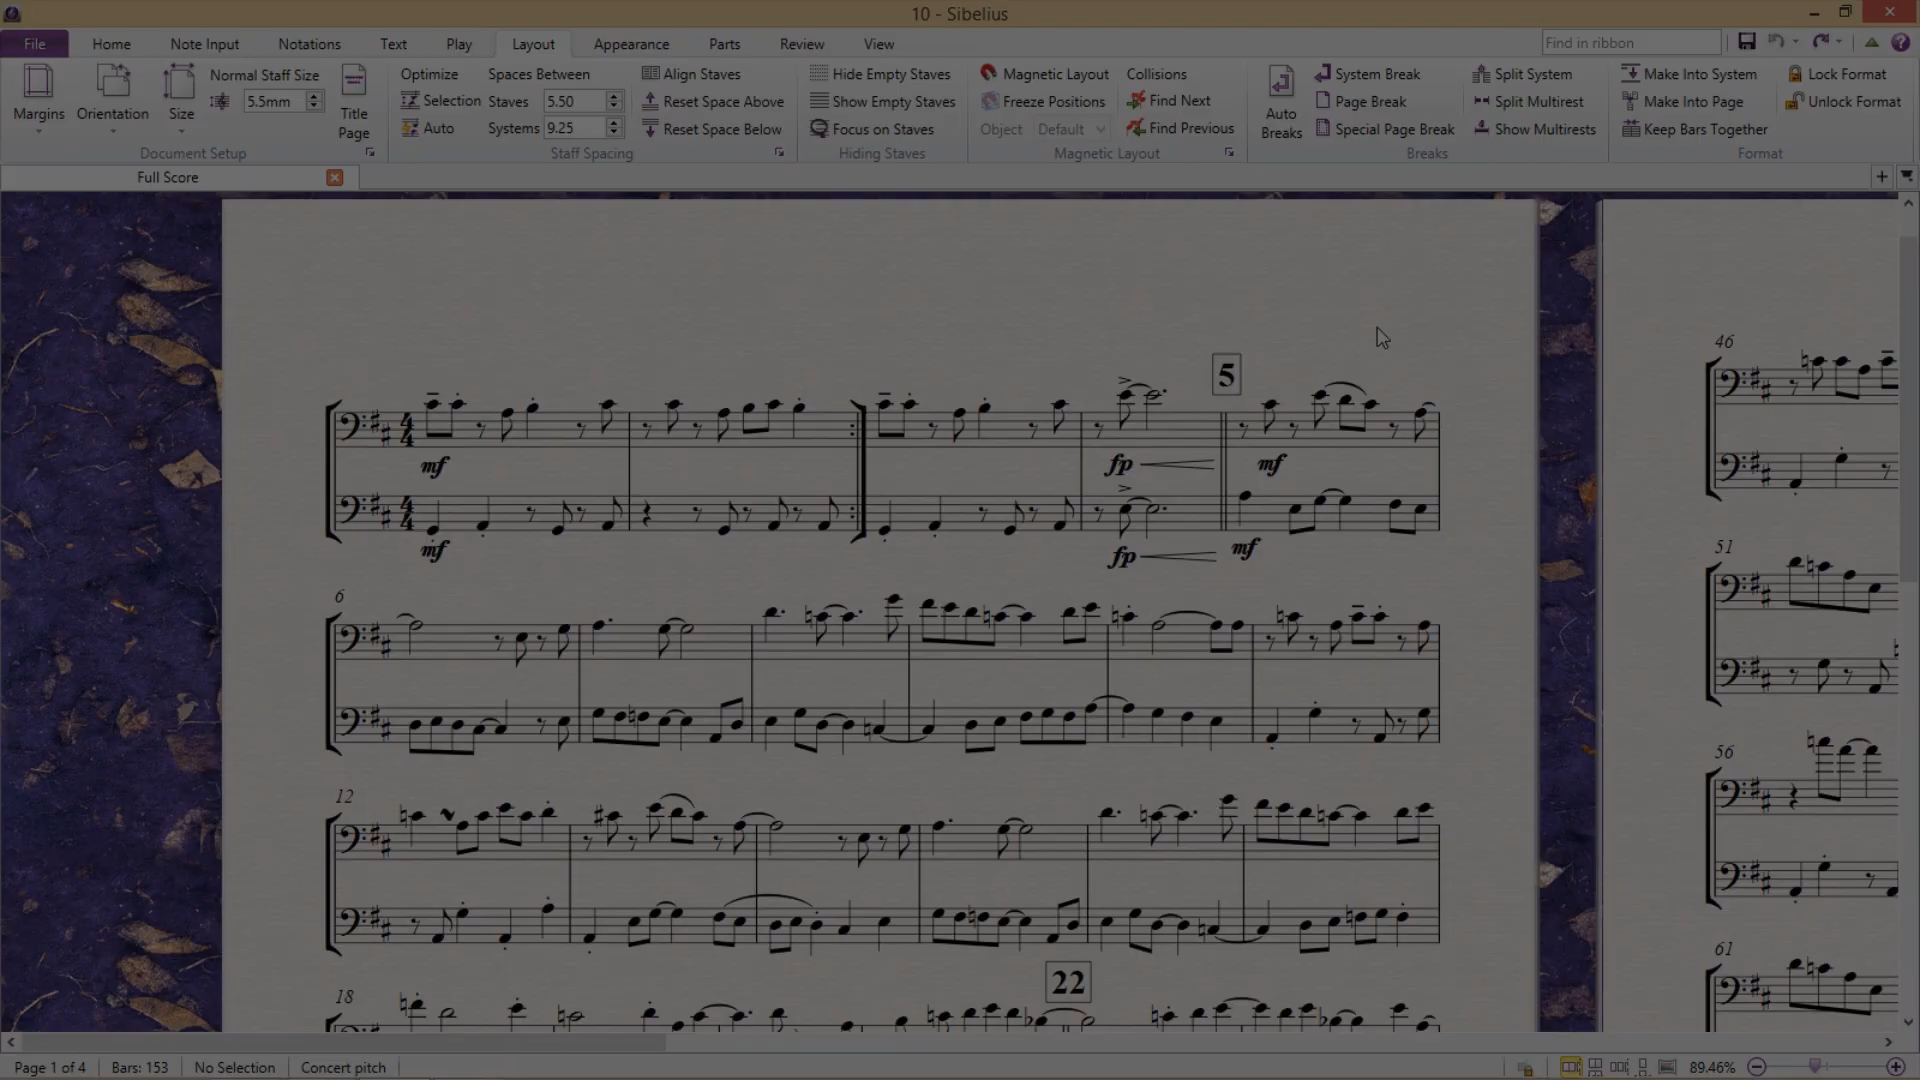 10 - Sibelius
File Home Note Input Notations Text Play Layout Appearance Parts Review View Find in ribbon
Margins Orientation Size Normal Staff Size 5.5mm Title Page
Document Setup
Optimize Spaces Between
Selection Staves 5.50
Auto Systems 9.25
Align Staves
Reset Space Above
Reset Space Below
Staff Spacing
Hide Empty Staves
Show Empty Staves
Focus on Staves
Hiding Staves
Magnetic Layout
Freeze Positions
Object Default
Collisions
Find Next
Find Previous
Magnetic Layout
Auto Breaks
System Break
Page Break
Special Page Break
Split System
Split Multirest
Show Multirests
Breaks
Make Into System
Make Into Page
Keep Bars Together
Lock Format
Unlock Format
Format
Full Score
5
mf fp mf
mf fp mf
6
12
18
22
46
51
56
61
Page 1 of 4 Bars: 153 No Selection Concert pitch 89.46%